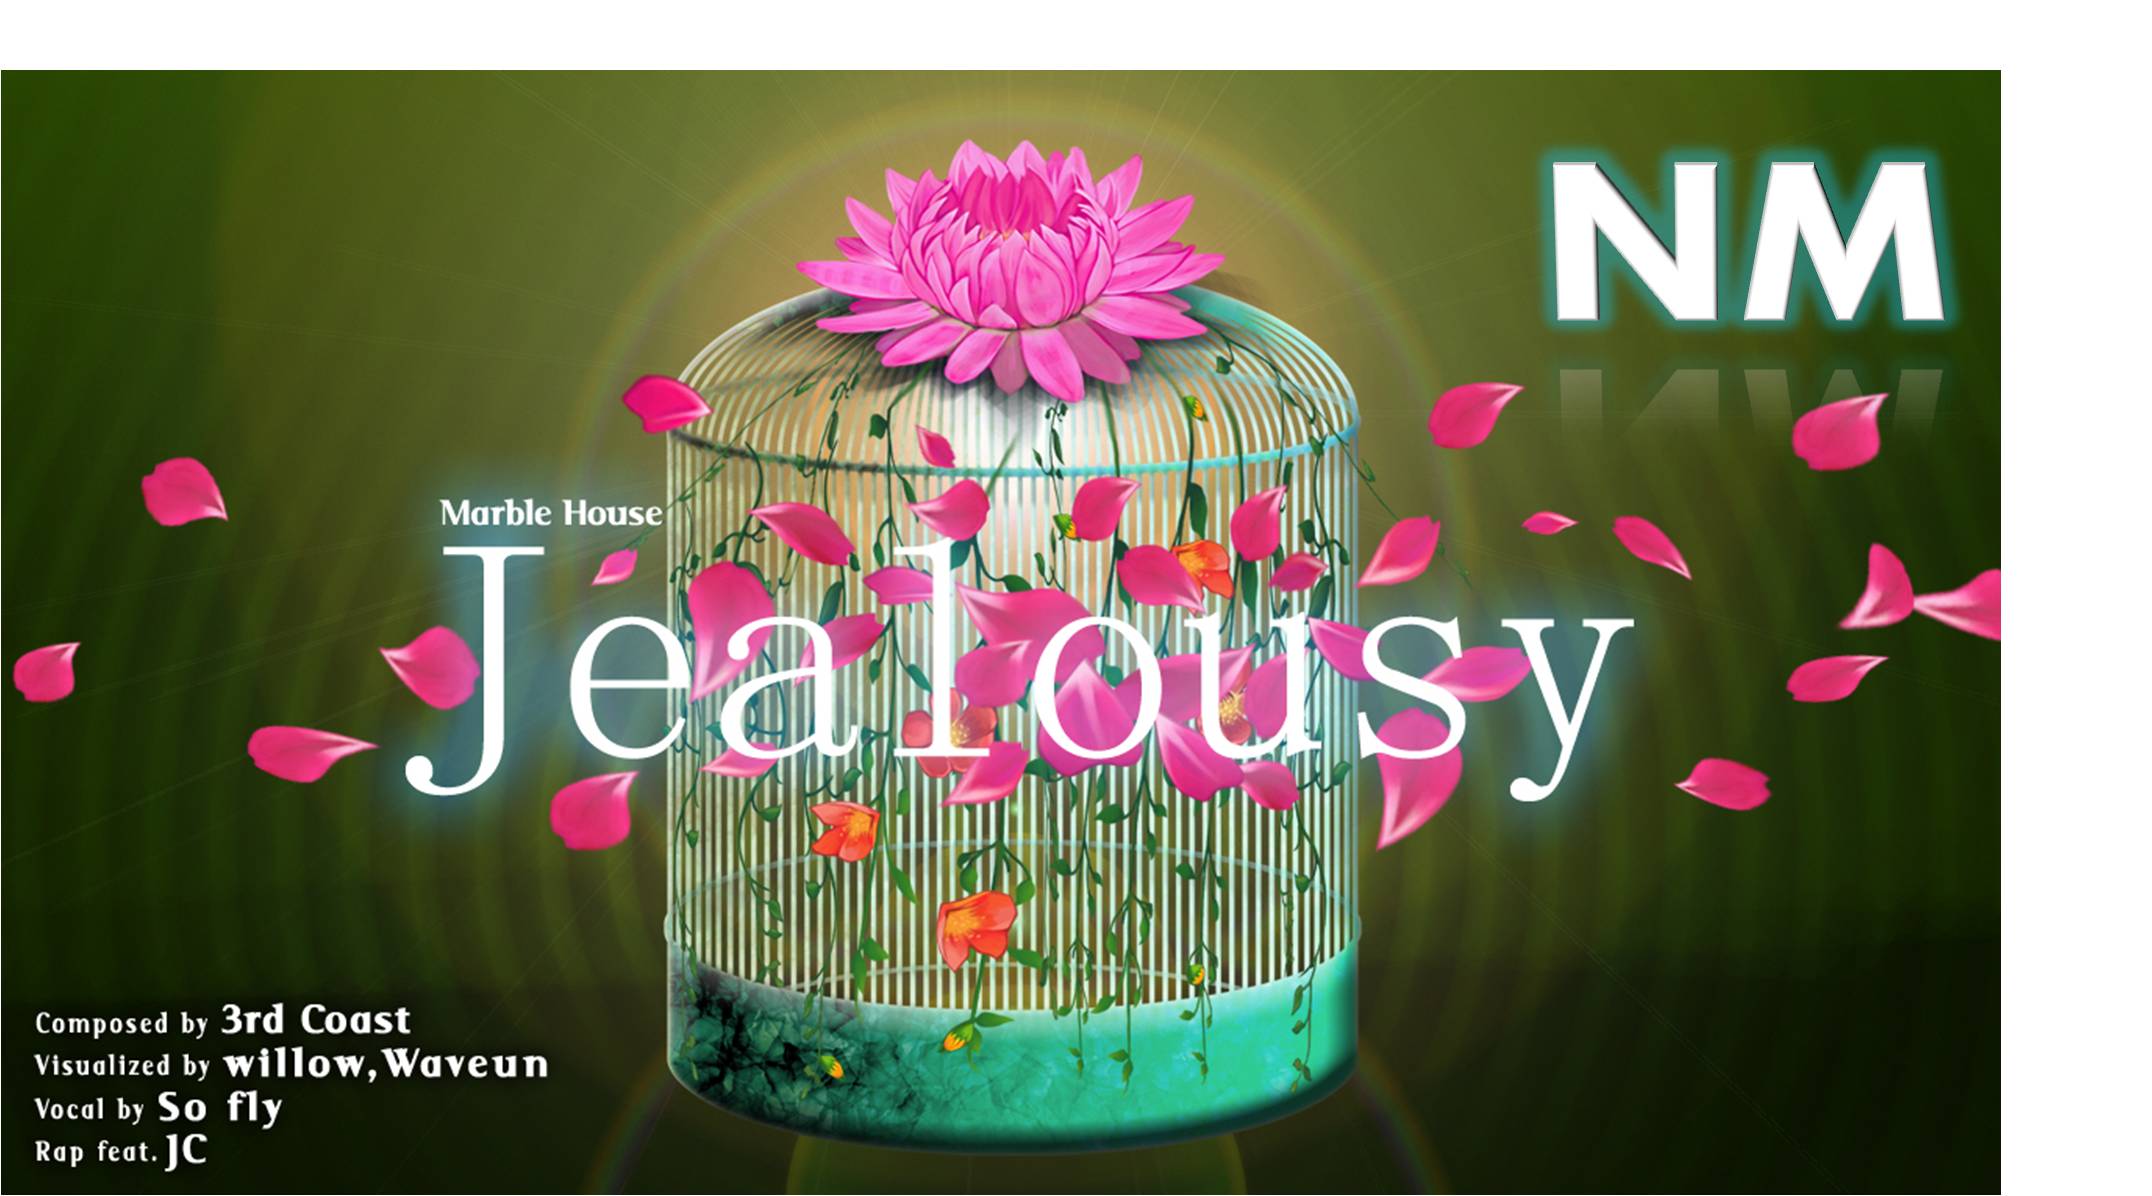 NM
Marble House
Jealousy
Composed by 3rd Coast
Visualized by willow,Waveun
Vocal by So fly
Rap feat. JC